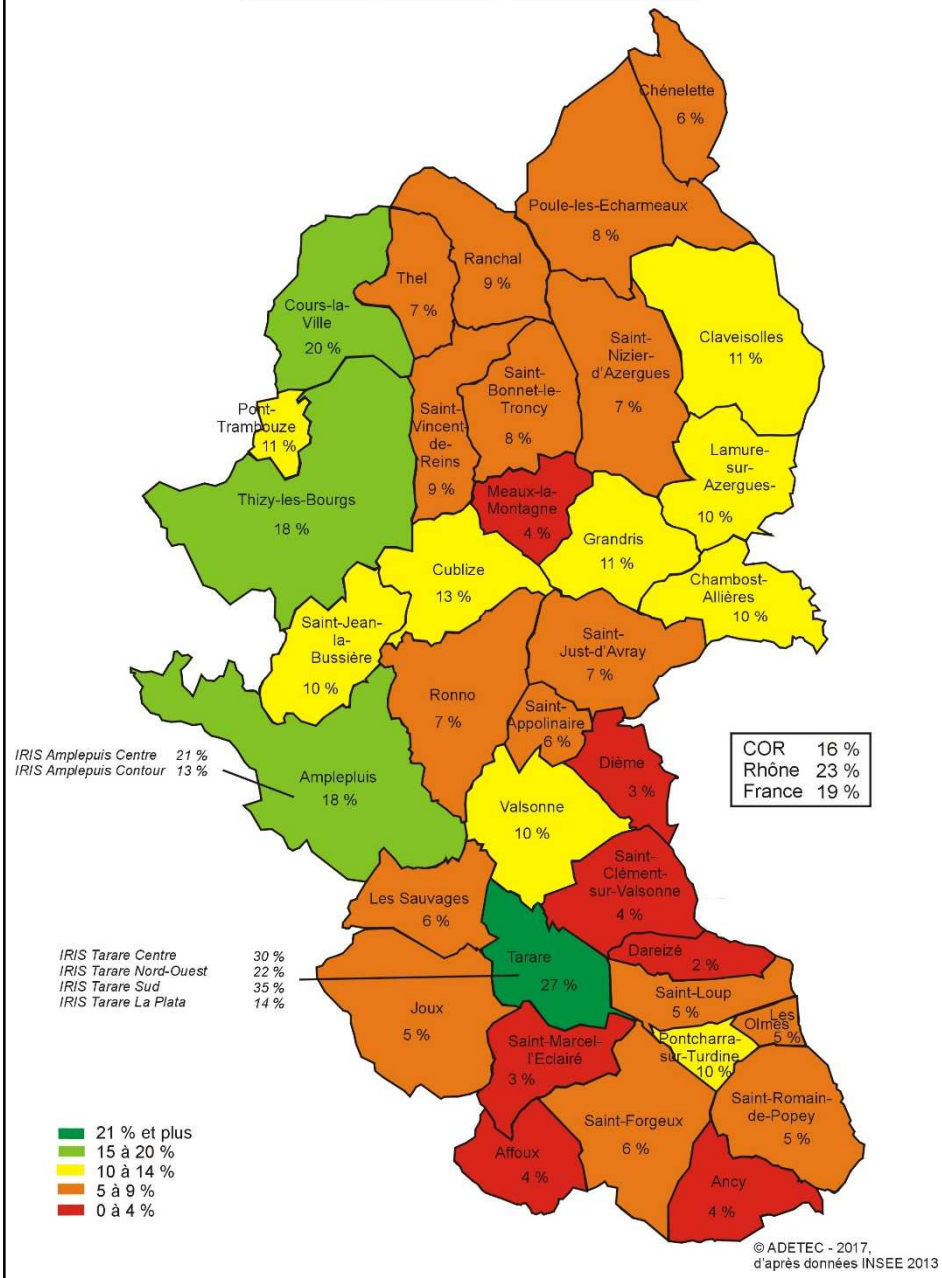 Chénelette
6 %
Poule-les-Echarmeaux
8 %
Ranchal
9 %
Thel
7 %
Cours-la-
Ville
20 %
Saint-
Nizier-
d'Azergues
7 %
Claveisolles
11 %
Saint-
Bonnet-le-
Troncy
8 %
Pont-
Trambouze
11 %
Saint-
Vincent-
de-
Reins
9 %
Lamure-
sur-
Azergues-
10 %
Thizy-les-Bourgs
18 %
Meaux-la-
Montagne
4 %
Grandris
11 %
Cublize
13 %
Chambost-
Allières
10 %
Saint-Jean-
la-
Bussière
10 %
Saint-
Just-d'Avray
7 %
Ronno
7 %
Saint-
Appolinaire
6 %
IRIS Amplepuis Centre 21 %
IRIS Amplepuis Contour 13 %
Amplepluis
18 %
Dième
3 %
COR 16 %
Rhône 23 %
France 19 %
Valsonne
10 %
Saint-
Clément-
sur-Valsonne
4 %
Les Sauvages
6 %
IRIS Tarare Centre 30 %
IRIS Tarare Nord-Ouest 22 %
IRIS Tarare Sud 35 %
IRIS Tarare La Plata 14 %
Tarare
27 %
Dareizé
2 %
Saint-Loup
5 %
Joux
5 %
Les
Olmes
5 %
Pontcharra-
sur-Turdine
10 %
Saint-Marcel-
l'Eclairé
3 %
Saint-Romain-
de-Popey
5 %
Saint-Forgeux
6 %
Affoux
4 %
Ancy
4 %
21 % et plus
15 à 20 %
10 à 14 %
5 à 9 %
0 à 4 %
© ADETEC - 2017,
d'après données INSEE 2013